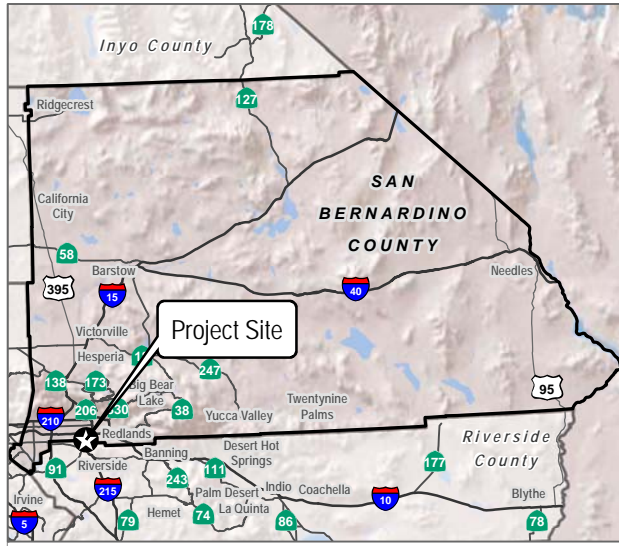 178
Inyo County
127
Ridgecrest
SAN
BERNARDINO
COUNTY
California
City
58
Barstow
Needles
395
15
40
Project Site
Victorville
Hesperia
247
138
173
Big Bear
Lake
95
206
38
Twentynine
Palms
210
Yucca Valley
Redlands
Riverside
County
Banning
Desert Hot
Springs
91
Riverside
111
177
215
243
Palm Desert
Indio
Coachella
10
Blythe
Irvine
La Quinta
5
79
Hemet
74
86
78